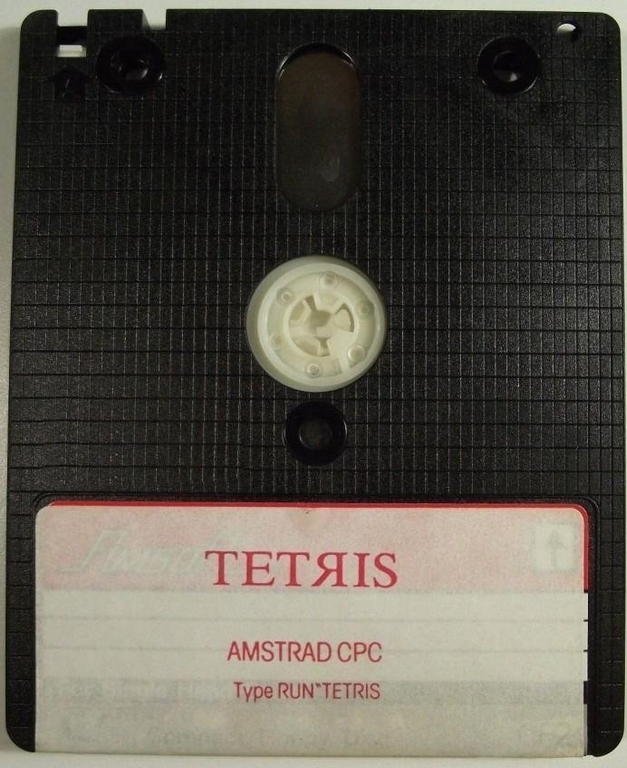 TETЯIS
AMSTRAD CPC
Type RUN"TETRIS